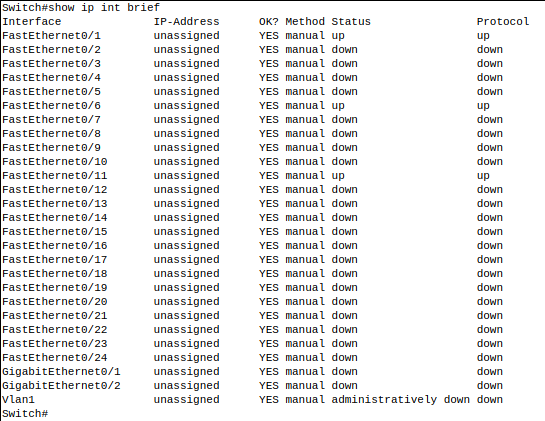 Switch#show ip int brief
Interface              IP-Address      OK? Method Status                Protocol
FastEthernet0/1        unassigned      YES manual up                    up
FastEthernet0/2        unassigned      YES manual down                  down
FastEthernet0/3        unassigned      YES manual down                  down
FastEthernet0/4        unassigned      YES manual down                  down
FastEthernet0/5        unassigned      YES manual down                  down
FastEthernet0/6        unassigned      YES manual up                    up
FastEthernet0/7        unassigned      YES manual down                  down
FastEthernet0/8        unassigned      YES manual down                  down
FastEthernet0/9        unassigned      YES manual down                  down
FastEthernet0/10       unassigned      YES manual down                  down
FastEthernet0/11       unassigned      YES manual up                    up
FastEthernet0/12       unassigned      YES manual down                  down
FastEthernet0/13       unassigned      YES manual down                  down
FastEthernet0/14       unassigned      YES manual down                  down
FastEthernet0/15       unassigned      YES manual down                  down
FastEthernet0/16       unassigned      YES manual down                  down
FastEthernet0/17       unassigned      YES manual down                  down
FastEthernet0/18       unassigned      YES manual down                  down
FastEthernet0/19       unassigned      YES manual down                  down
FastEthernet0/20       unassigned      YES manual down                  down
FastEthernet0/21       unassigned      YES manual down                  down
FastEthernet0/22       unassigned      YES manual down                  down
FastEthernet0/23       unassigned      YES manual down                  down
FastEthernet0/24       unassigned      YES manual down                  down
GigabitEthernet0/1     unassigned      YES manual down                  down
GigabitEthernet0/2     unassigned      YES manual down                  down
Vlan1                  unassigned      YES manual administratively down down
Switch#